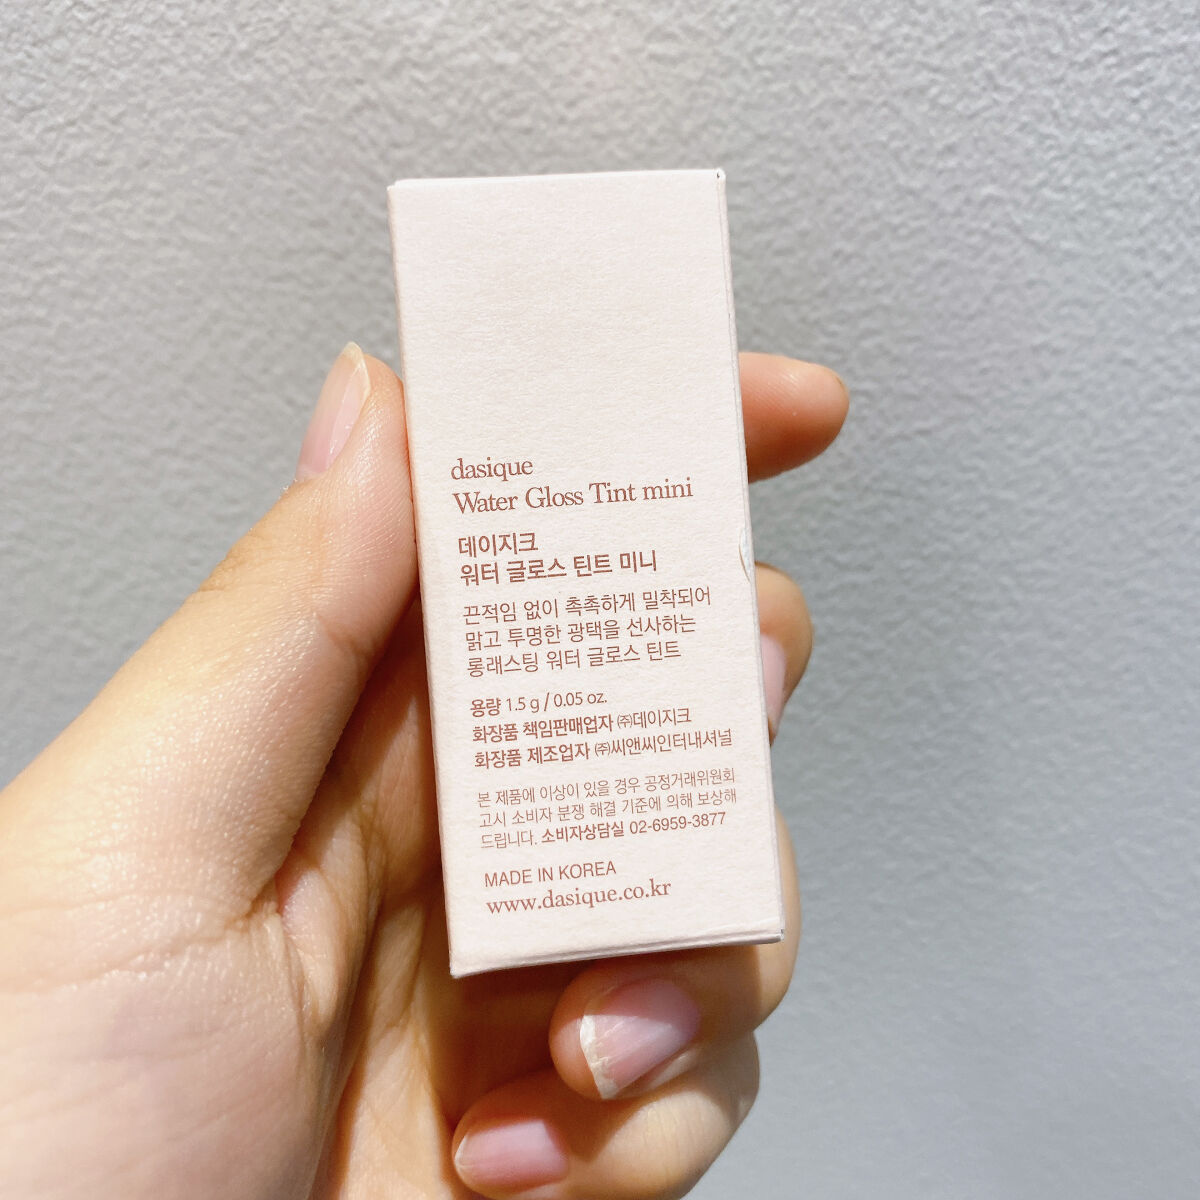 dasique
Water Gloss Tint mini
데이지크
워터 글로스 틴트 미니
끈적임 없이 촉촉하게 밀착되어
맑고 투명한 광택을 선사하는
롱래스팅 워터 글로스 틴트
용량 1.5 g / 0.05 oz.
화장품 책임판매업자 ㈜데이지크
화장품 제조업자 ㈜씨앤씨인터내셔널
본 제품에 이상이 있을 경우 공정거래위원회
고시 소비자 분쟁 해결 기준에 의해 보상해
드립니다. 소비자상담실 02-6959-3877
MADE IN KOREA
www.dasique.co.kr